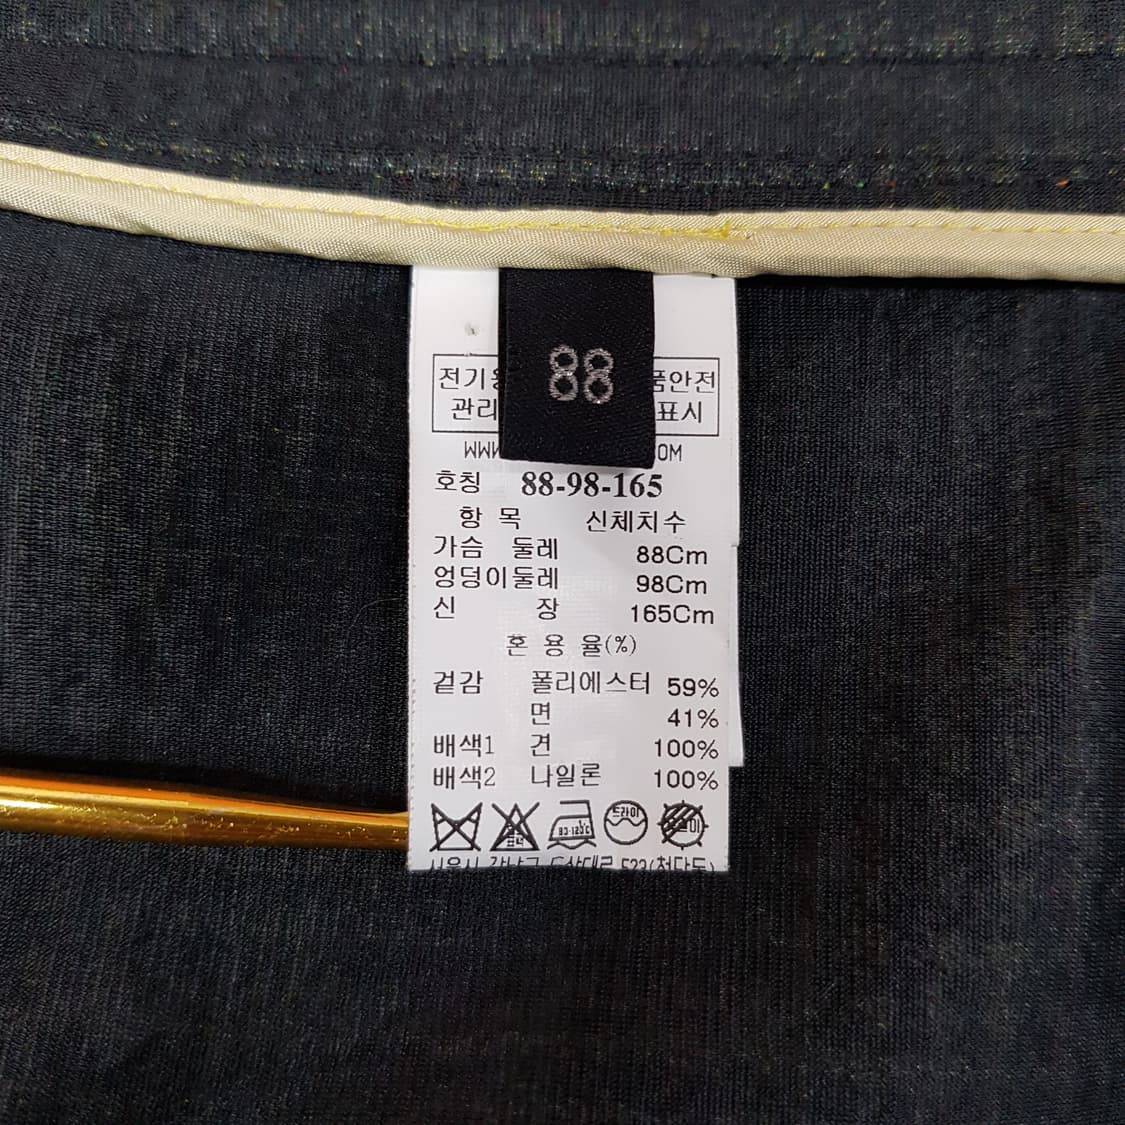 88
전기 품안전
관리 표시
WWW OM
호칭 88-98-165
항 목 신체치수
가슴 둘레 88Cm
엉덩이둘레 98Cm
신 장 165Cm
혼 용 율(%)
겉감 폴리에스터 59%
면 41%
배색1 견 100%
배색2 나일론 100%
드라이